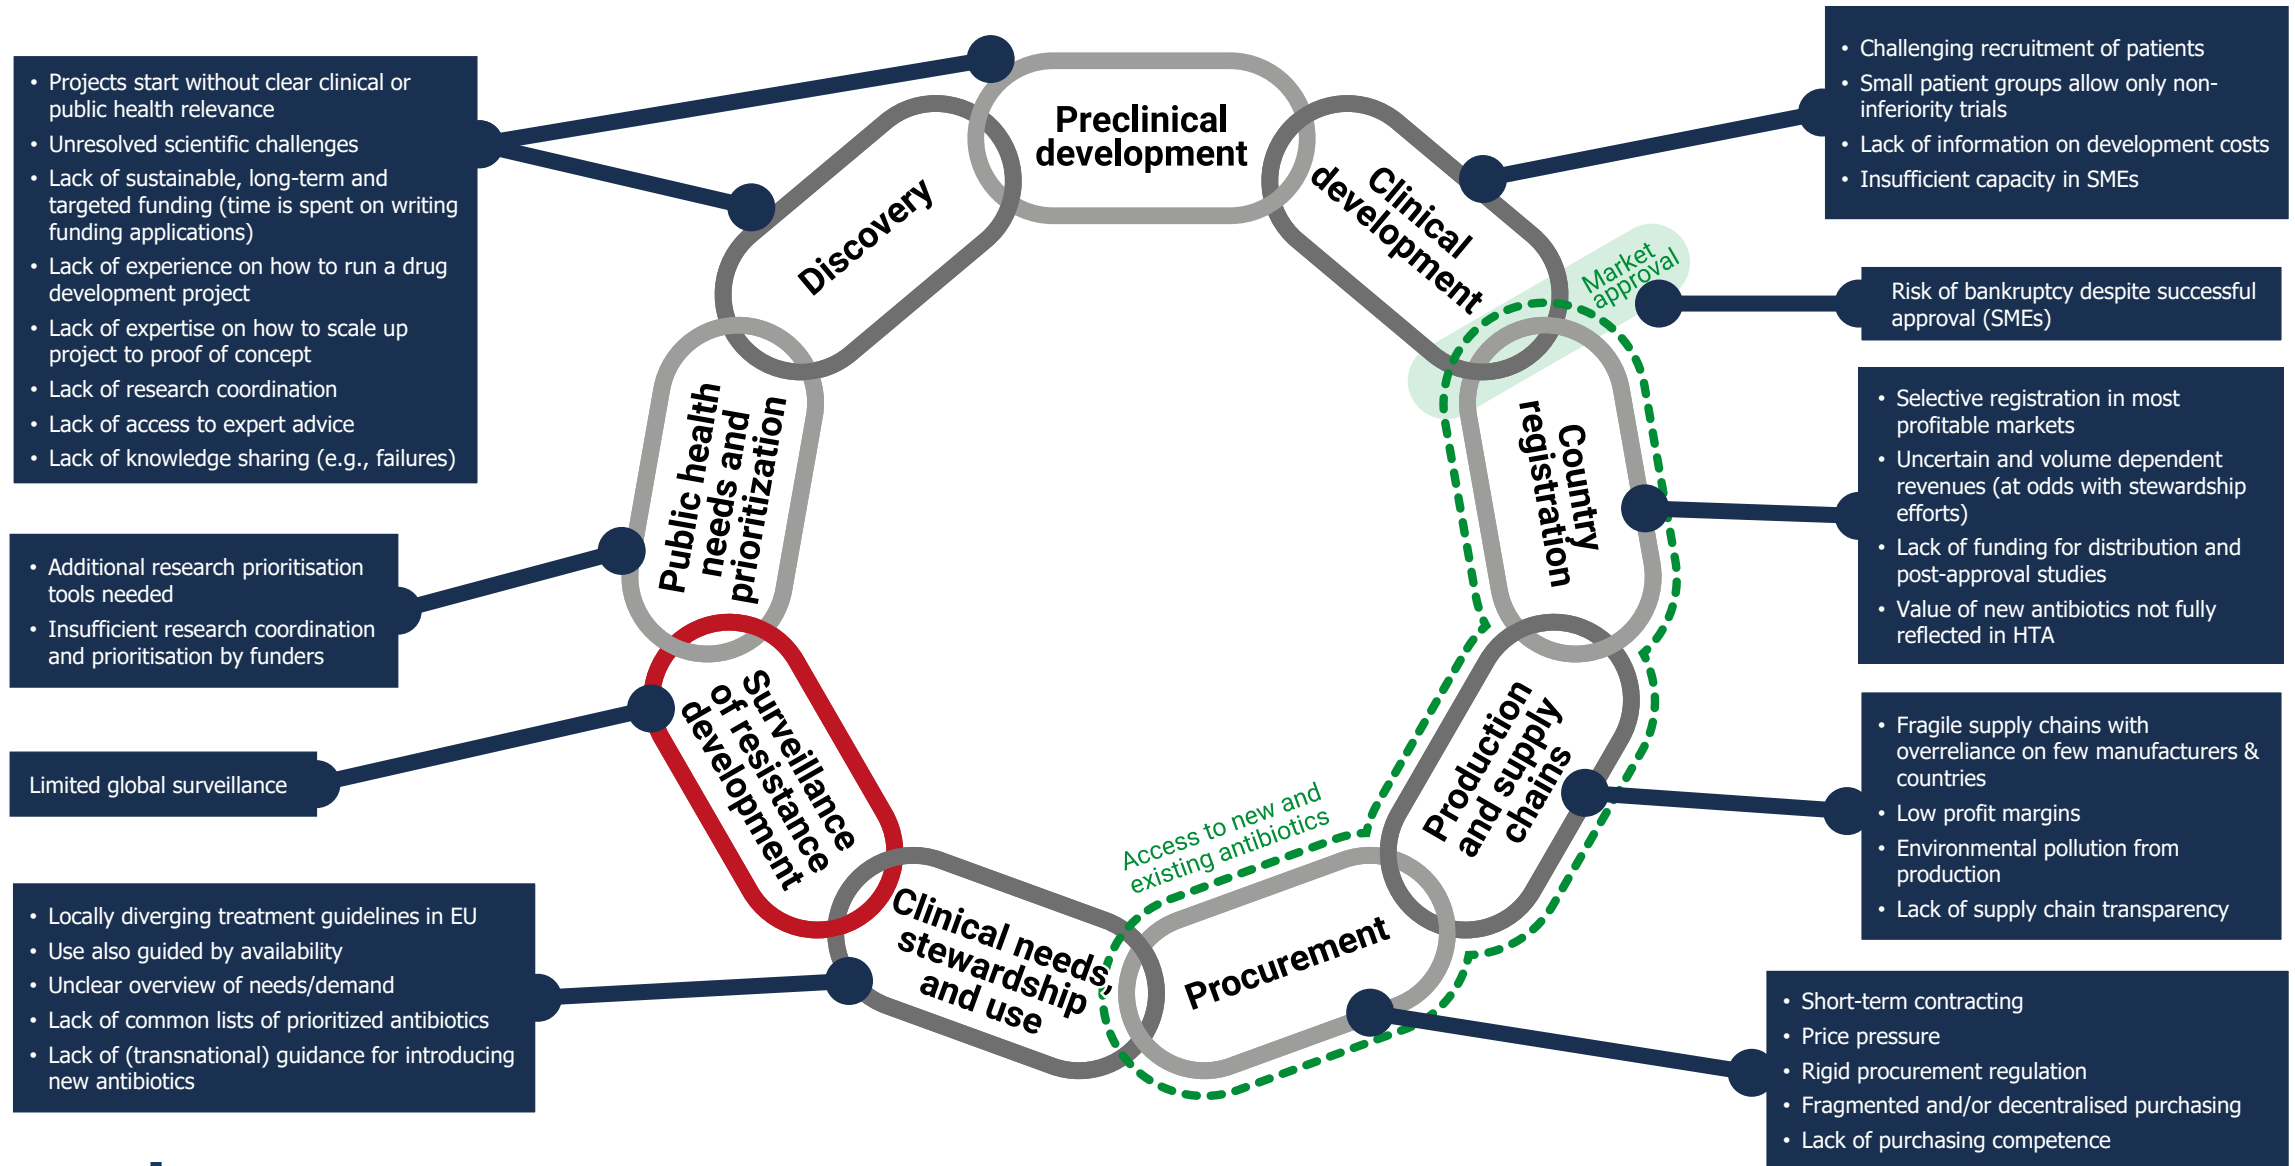 • Projects start without clear clinical or
public health relevance
• Unresolved scientific challenges
• Lack of sustainable, long-term and
targeted funding (time is spent on writing
funding applications)
• Lack of experience on how to run a drug
development project
• Lack of expertise on how to scale up
project to proof of concept
• Lack of research coordination
• Lack of access to expert advice
• Lack of knowledge sharing (e.g., failures)
• Additional research prioritisation
tools needed
• Insufficient research coordination
and prioritisation by funders
Limited global surveillance
• Locally diverging treatment guidelines in EU
• Use also guided by availability
• Unclear overview of needs/demand
• Lack of common lists of prioritized antibiotics
• Lack of (transnational) guidance for introducing
new antibiotics
Preclinical
development
Discovery
Clinical
development
Market
approval
Public health
needs and
prioritization
Country
registration
Surveillance
of resistance
development
Production
and supply
chains
Access to new and
existing antibiotics
Clinical needs,
stewardship
and use
Procurement
• Challenging recruitment of patients
• Small patient groups allow only non-
inferiority trials
• Lack of information on development costs
• Insufficient capacity in SMEs
Risk of bankruptcy despite successful
approval (SMEs)
• Selective registration in most
profitable markets
• Uncertain and volume dependent
revenues (at odds with stewardship
efforts)
• Lack of funding for distribution and
post-approval studies
• Value of new antibiotics not fully
reflected in HTA
• Fragile supply chains with
overreliance on few manufacturers &
countries
• Low profit margins
• Environmental pollution from
production
• Lack of supply chain transparency
• Short-term contracting
• Price pressure
• Rigid procurement regulation
• Fragmented and/or decentralised purchasing
• Lack of purchasing competence